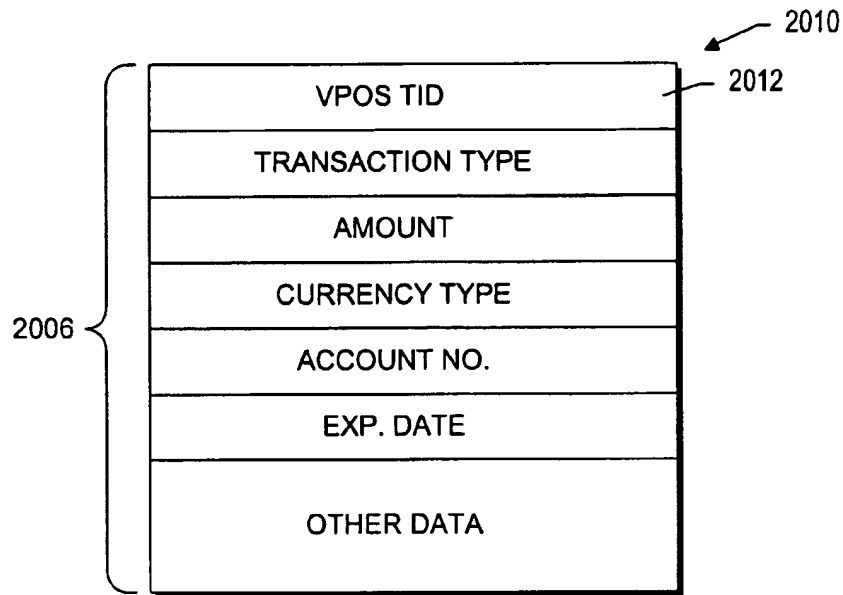 2010
VPOS TID
2012
TRANSACTION TYPE
AMOUNT
CURRENCY TYPE
2006
ACCOUNT NO.
EXP. DATE
OTHER DATA